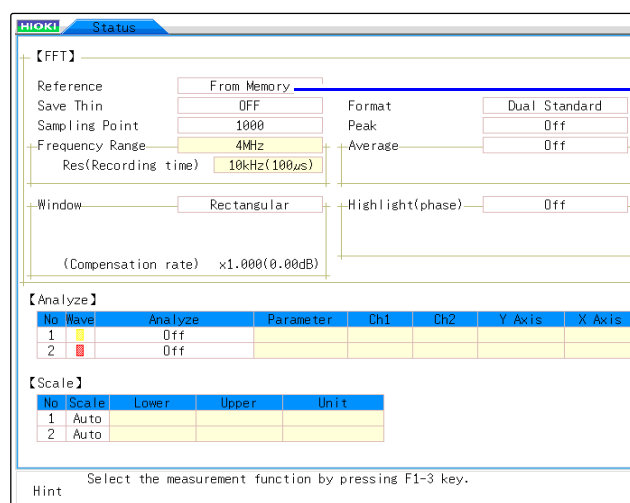 HIOKI Status
【FFT】
Reference From Memory
Save Thin OFF Format Dual Standard
Sampling Point 1000 Peak Off
Frequency Range 4MHz Average Off
Res(Recording time) 10kHz(100μs)
Window Rectangular Highlight(phase) Off
(Compensation rate) x1.000(0.00dB)
【Analyze】
No Wave Analyze Parameter Ch1 Ch2 Y Axis X Axis
1 Off
2 Off
【Scale】
No Scale Lower Upper Unit
1 Auto
2 Auto
Select the measurement function by pressing F1-3 key.
Hint